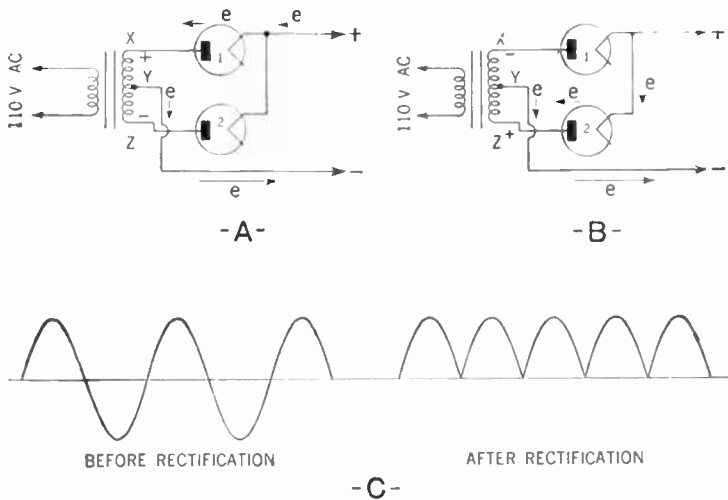 110 V AC
X
+
Y
-
Z
e
e
e
e
1
2
+
-
-A-
110 V AC
X
-
Y
Z+
e
e
e
e
1
2
+
-
-B-
BEFORE RECTIFICATION
AFTER RECTIFICATION
-C-